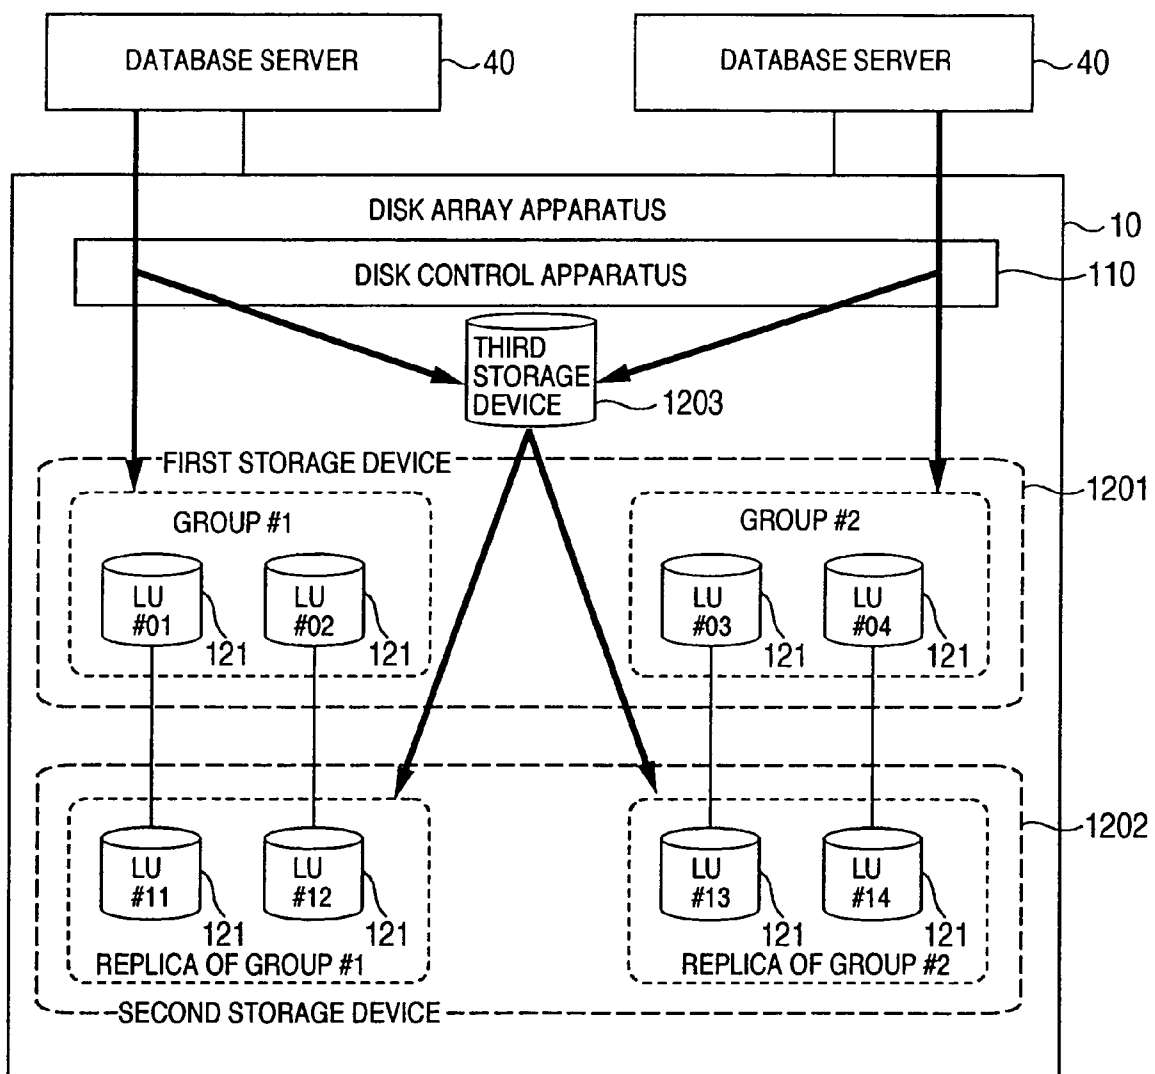 DATABASE SERVER
40
DATABASE SERVER
40
DISK ARRAY APPARATUS
10
DISK CONTROL APPARATUS
110
THIRD
STORAGE
DEVICE
1203
FIRST STORAGE DEVICE
1201
GROUP #1
GROUP #2
LU
#01
121
LU
#02
121
LU
#03
121
LU
#04
121
1202
LU
#11
121
LU
#12
121
LU
#13
121
LU
#14
121
REPLICA OF GROUP #1
REPLICA OF GROUP #2
SECOND STORAGE DEVICE